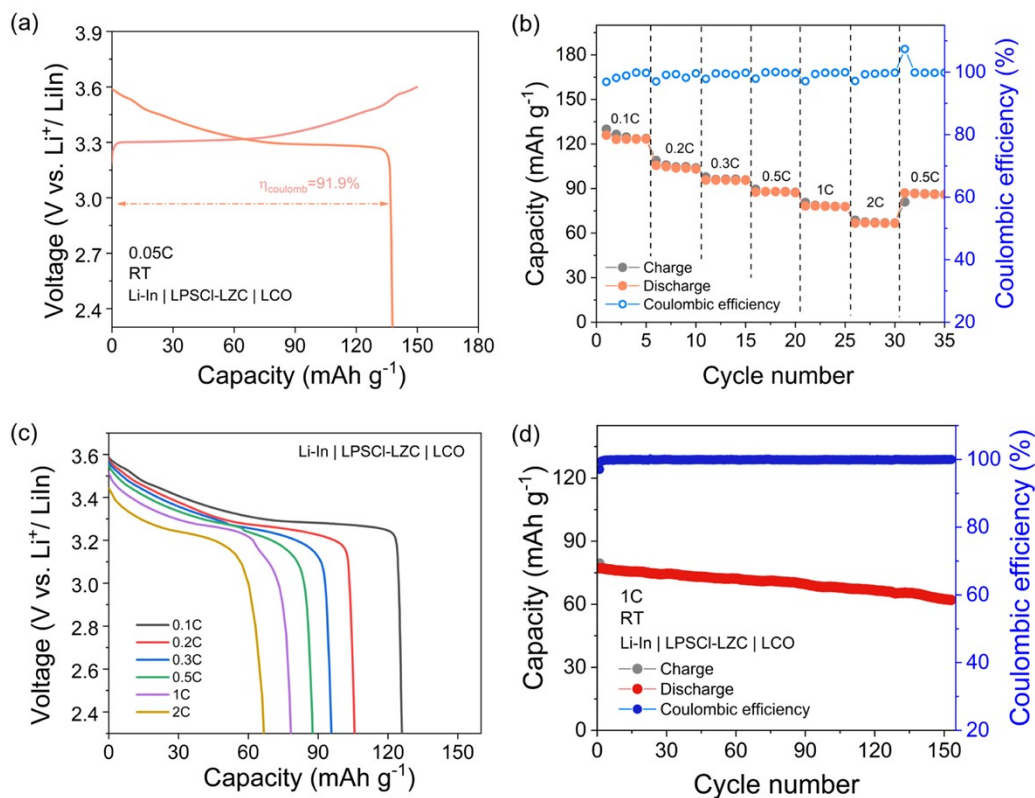 (a)
Voltage (V vs. Li⁺/ LiIn)
3.9
3.6
3.3
3.0
2.7
2.4
ηcoulomb=91.9%
0.05C
RT
Li-In | LPSCl-LZC | LCO
0 30 60 90 120 150 180
Capacity (mAh g⁻¹)
(b)
Capacity (mAh g⁻¹)
180
150
120
90
60
30
0
0.1C
0.2C
0.3C
0.5C
1C
2C
0.5C
Charge
Discharge
Coulombic efficiency
0 5 10 15 20 25 30 35
Cycle number
100
80
60
40
20
Coulombic efficiency (%)
(c)
Voltage (V vs. Li⁺/ LiIn)
3.6
3.4
3.2
3.0
2.8
2.6
2.4
Li-In | LPSCl-LZC | LCO
0.1C
0.2C
0.3C
0.5C
1C
2C
0 30 60 90 120 150
Capacity (mAh g⁻¹)
(d)
Capacity (mAh g⁻¹)
130
90
60
35
0
1C
RT
Li-In | LPSCl-LZC | LCO
Charge
Discharge
Coulombic efficiency
0 30 60 90 120 150
Cycle number
100
80
60
40
20
Coulombic efficiency (%)